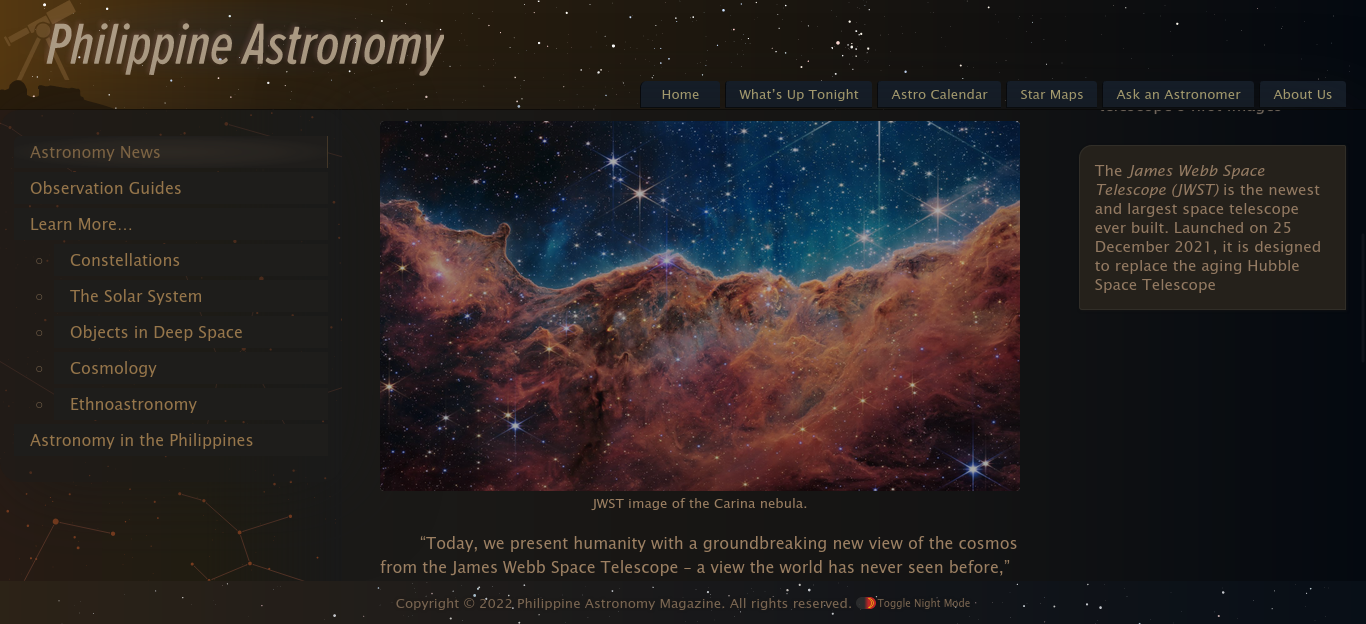 Philippine Astronomy
Home
What's Up Tonight
Astro Calendar
Star Maps
Ask an Astronomer
About Us
Astronomy News
Observation Guides
Learn More...
Constellations
The Solar System
Objects in Deep Space
Cosmology
Ethnoastronomy
Astronomy in the Philippines
JWST image of the Carina nebula.
“Today, we present humanity with a groundbreaking new view of the cosmos
from the James Webb Space Telescope – a view the world has never seen before,”
telescope's first images
The James Webb Space
Telescope (JWST) is the newest
and largest space telescope
ever built. Launched on 25
December 2021, it is designed
to replace the aging Hubble
Space Telescope
Copyright © 2022 Philippine Astronomy Magazine. All rights reserved. Toggle Night Mode